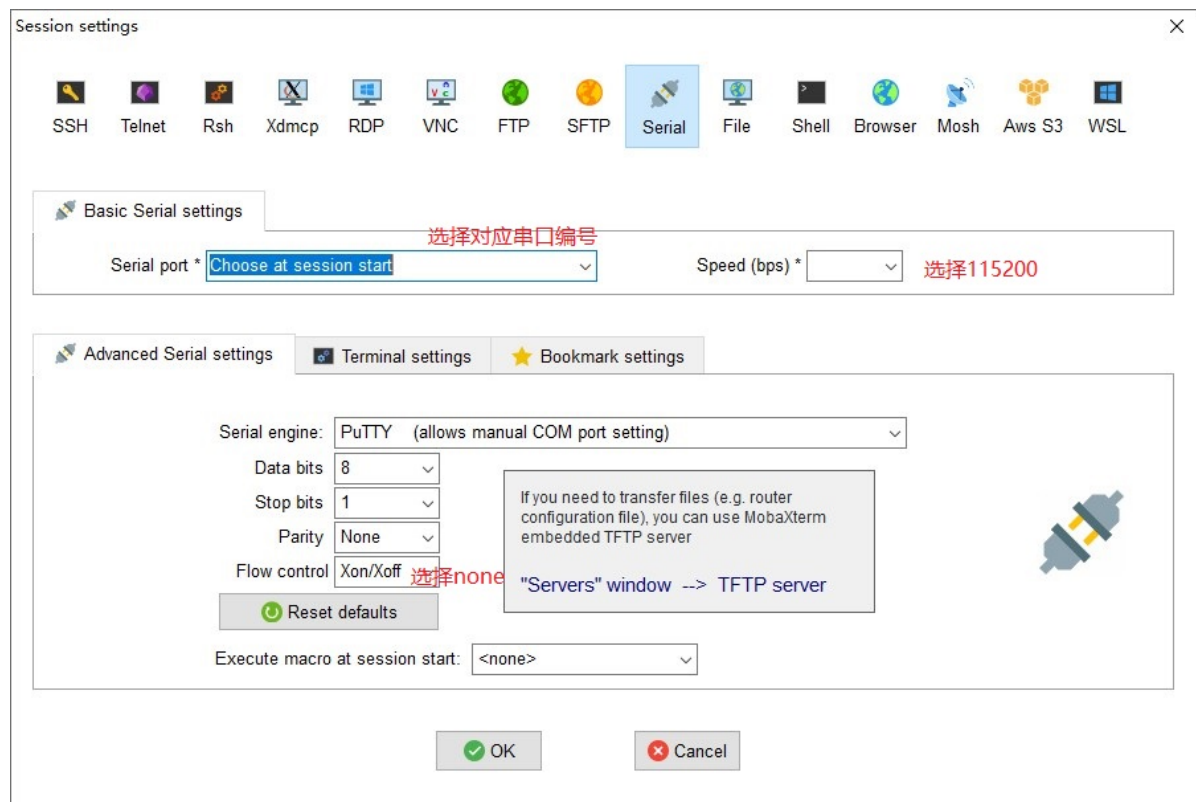 Session settings
SSH Telnet Rsh Xdmcp RDP VNC FTP SFTP Serial File Shell Browser Mosh Aws S3 WSL
Basic Serial settings
选择对应串口编号
Serial port * Choose at session start Speed (bps) * 选择115200
Advanced Serial settings Terminal settings Bookmark settings
Serial engine: PuTTY (allows manual COM port setting)
Data bits 8
Stop bits 1
Parity None
Flow control Xon/Xoff 选择none
If you need to transfer files (e.g. router
configuration file), you can use MobaXterm
embedded TFTP server
"Servers" window --> TFTP server
Reset defaults
Execute macro at session start: <none>
OK Cancel